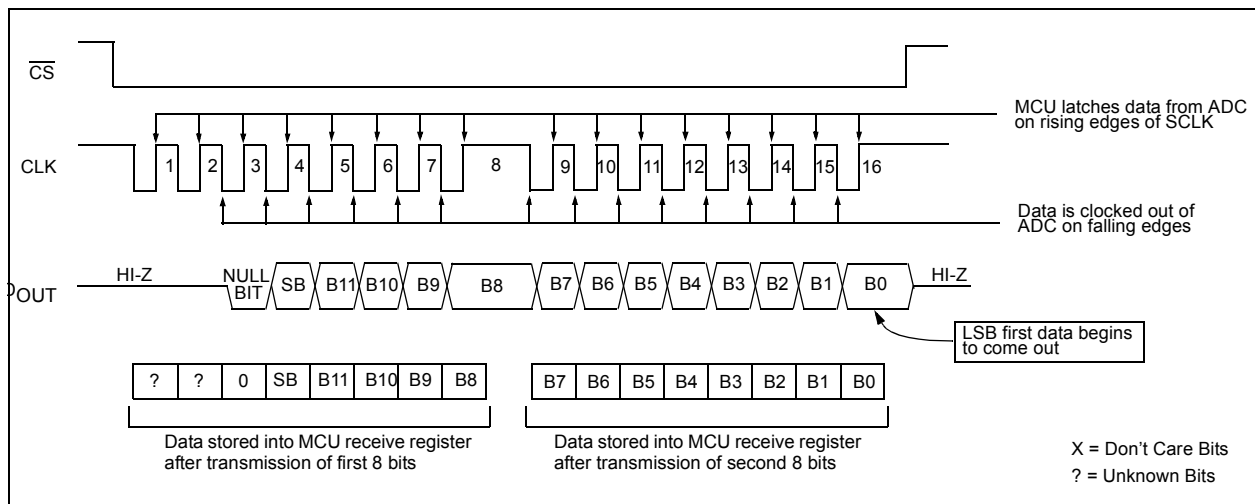 CS
MCU latches data from ADC
on rising edges of SCLK
CLK
1 2 3 4 5 6 7 8 9 10 11 12 13 14 15 16
Data is clocked out of
ADC on falling edges
HI-Z
NULL
BIT
SB B11 B10 B9 B8 B7 B6 B5 B4 B3 B2 B1 B0
HI-Z
OUT
LSB first data begins
to come out
? ? 0 SB B11 B10 B9 B8
B7 B6 B5 B4 B3 B2 B1 B0
Data stored into MCU receive register
after transmission of first 8 bits
Data stored into MCU receive register
after transmission of second 8 bits
X = Don't Care Bits
? = Unknown Bits